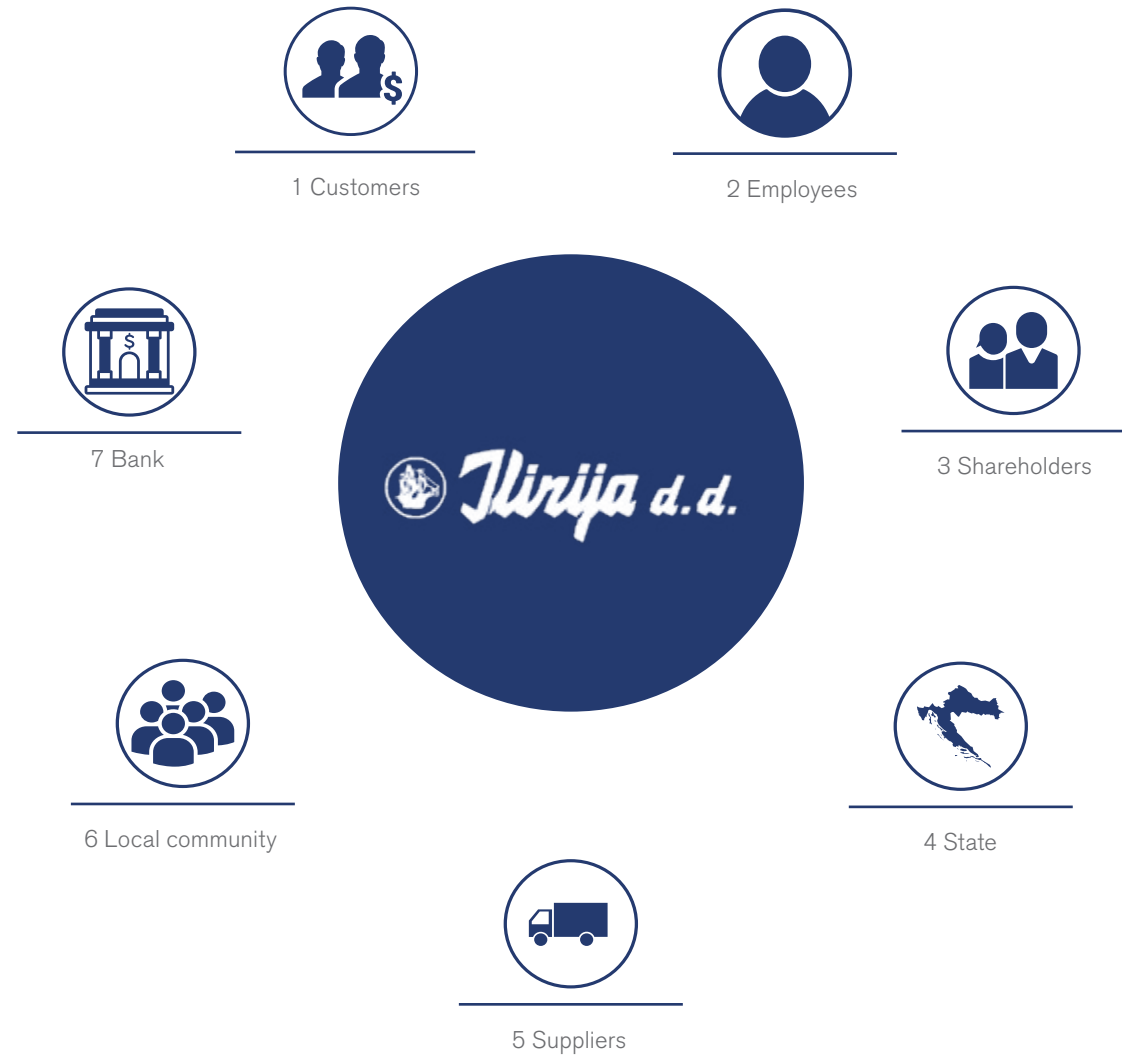 1 Customers
2 Employees
$
$
7 Bank
3 Shareholders
Ilirija d.d.
6 Local community
4 State
5 Suppliers